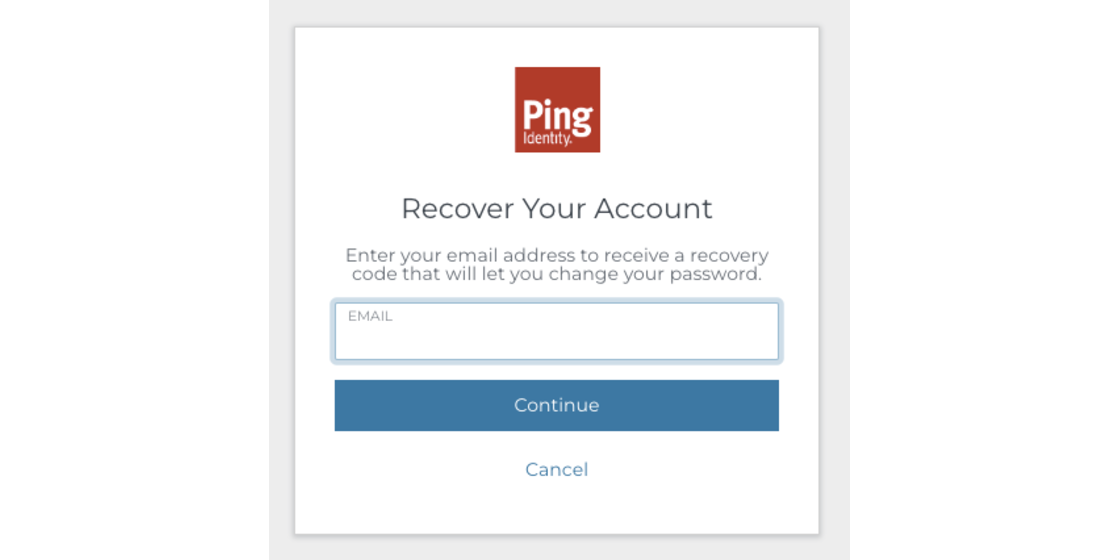 Ping
Identity.
Recover Your Account
Enter your email address to receive a recovery
code that will let you change your password.
EMAIL
Continue
Cancel